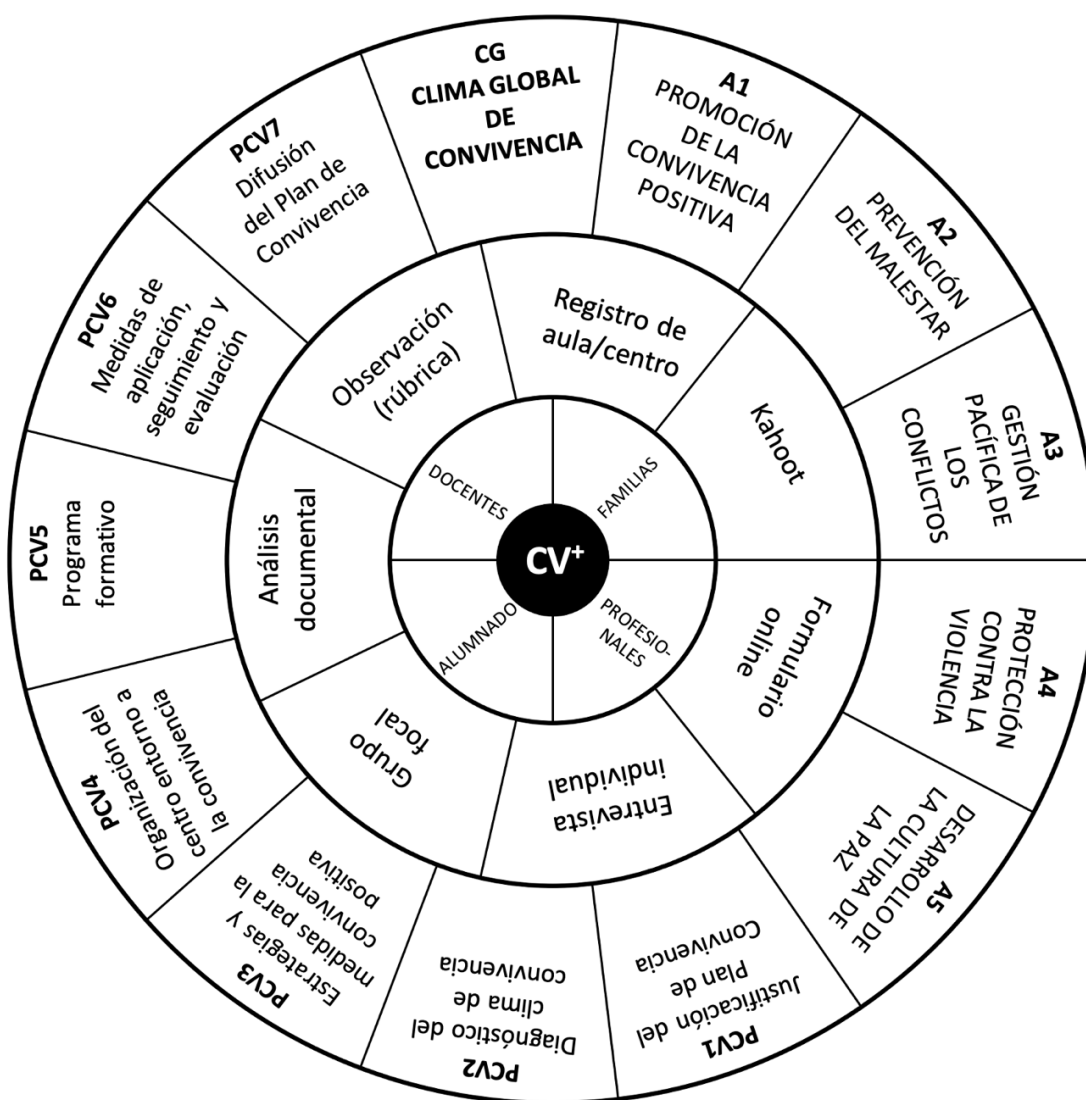 CG
CLIMA GLOBAL
DE
CONVIVENCIA
A1
PROMOCIÓN
DE LA
CONVIVENCIA
POSITIVA
A2
PREVENCIÓN
DEL MALESTAR
A3
GESTIÓN
PACÍFICA DE
LOS
CONFLICTOS
A4
PROTECCIÓN
CONTRA LA
VIOLENCIA
A5
DESARROLLO DE
LA CULTURA DE
LA PAZ
PCV1
Justificación del
Plan de
Convivencia
PCV2
Diagnóstico del
clima de
convivencia
PCV3
Estrategias y
medidas para la
convivencia
positiva
PCV4
Organización del
centro entorno a
la convivencia
PCV5
Programa
formativo
PCV6
Medidas de
aplicación,
seguimiento y
evaluación
PCV7
Difusión
del Plan de
Convivencia
Registro de
aula/centro
Kahoot
Formulario
online
Entrevista
individual
Grupo
focal
Análisis
documental
Observación
(rúbrica)
DOCENTES
FAMILIAS
PROFESIO-
NALES
ALUMNADO
CV⁺